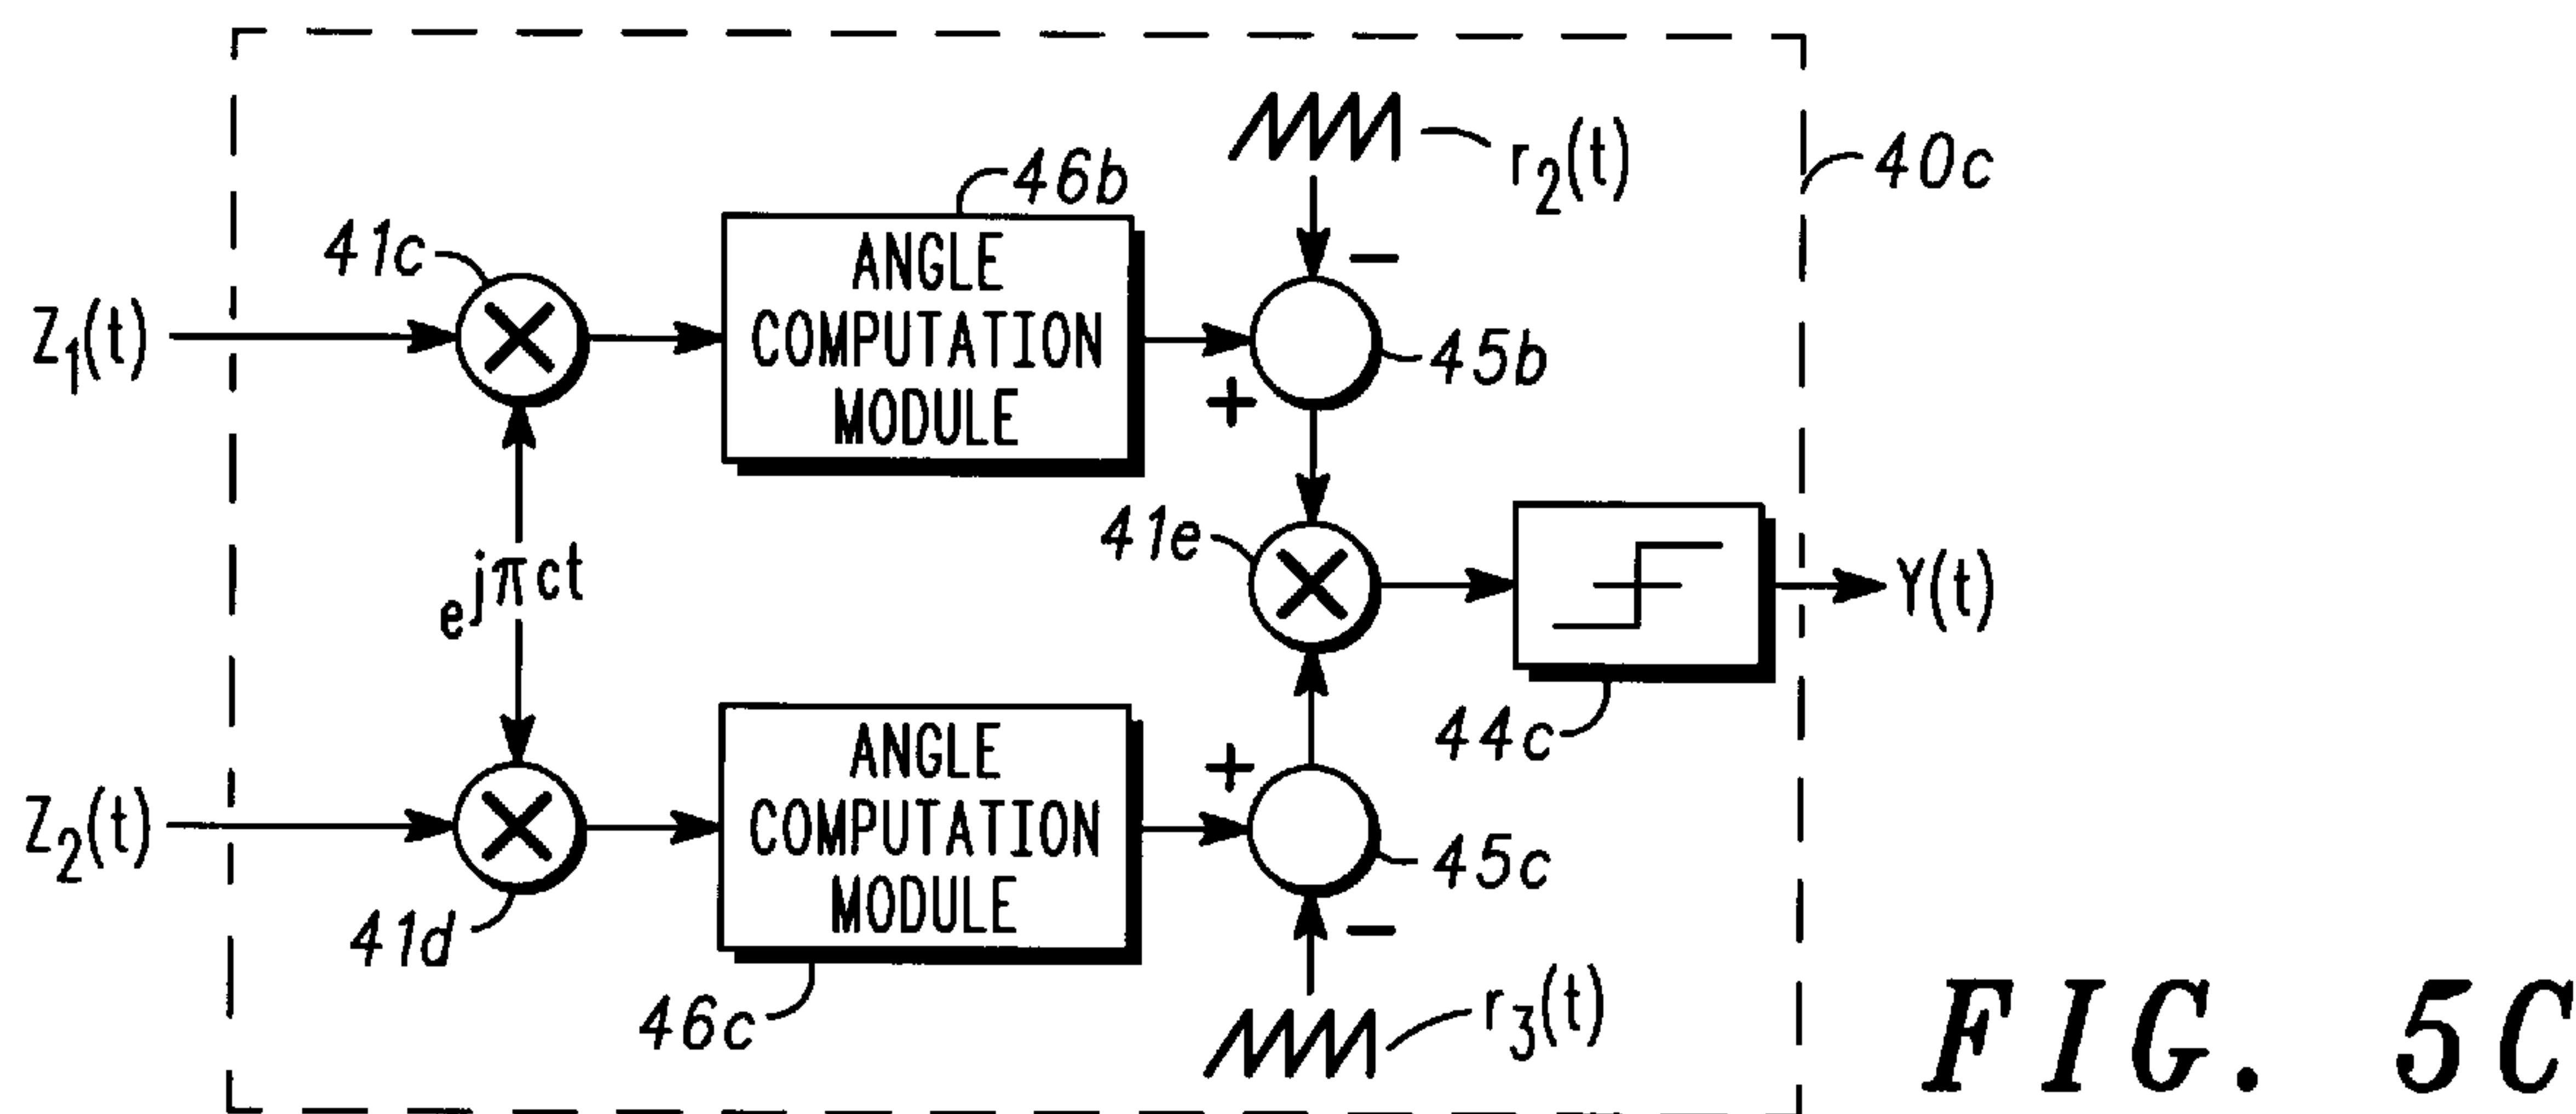 r2(t)
40c
46b
41c
ANGLE
COMPUTATION
MODULE
−
Z1(t)
45b
+
41e
e^jπct
Y(t)
44c
ANGLE
COMPUTATION
MODULE
+
Z2(t)
45c
41d
−
46c
r3(t)
FIG. 5C